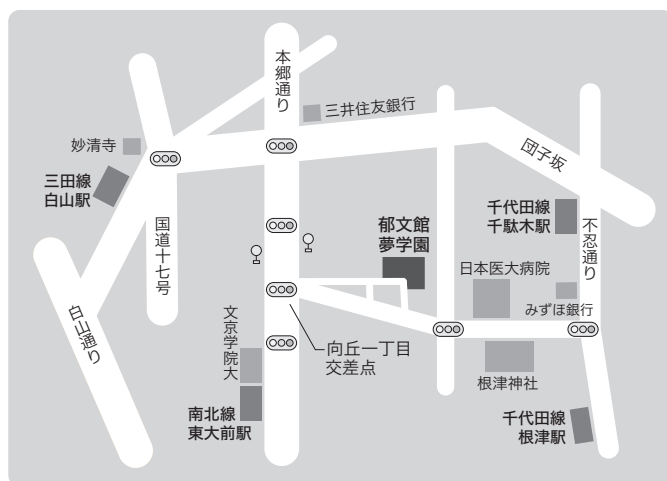 本郷通り
三井住友銀行
妙清寺
団子坂
三田線
白山駅
国道十七号
郁文館
夢学園
千代田線
千駄木駅
不忍通り
日本医大病院
みずほ銀行
白山通り
文京学院大
向丘一丁目
交差点
根津神社
南北線
東大前駅
千代田線
根津駅